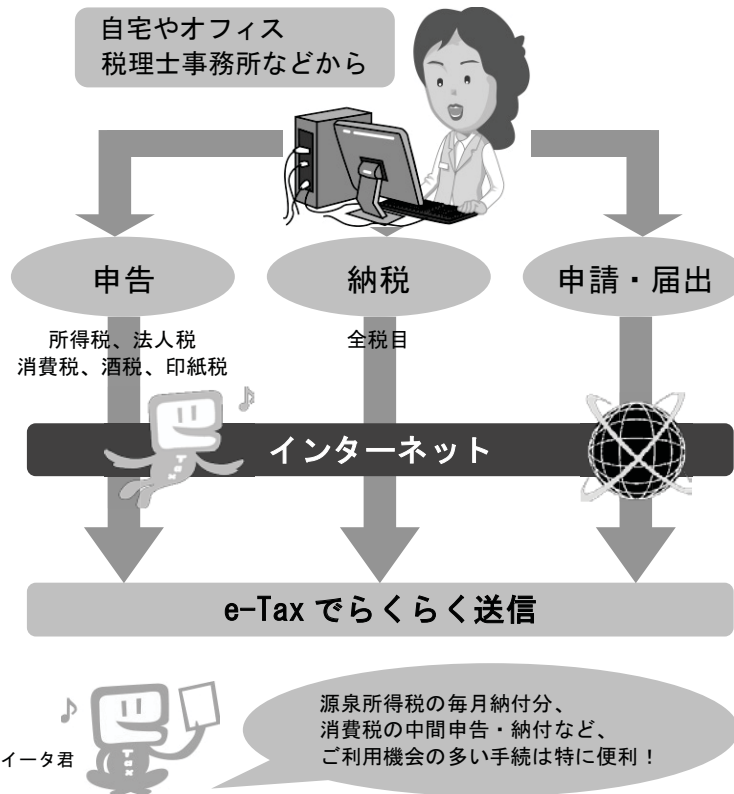 自宅やオフィス
税理士事務所などから
申告
納税
申請・届出
所得税、法人税
消費税、酒税、印紙税
全税目
インターネット
e-Tax でらくらく送信
源泉所得税の毎月納付分、
消費税の中間申告・納付など、
ご利用機会の多い手続は特に便利！
イータ君